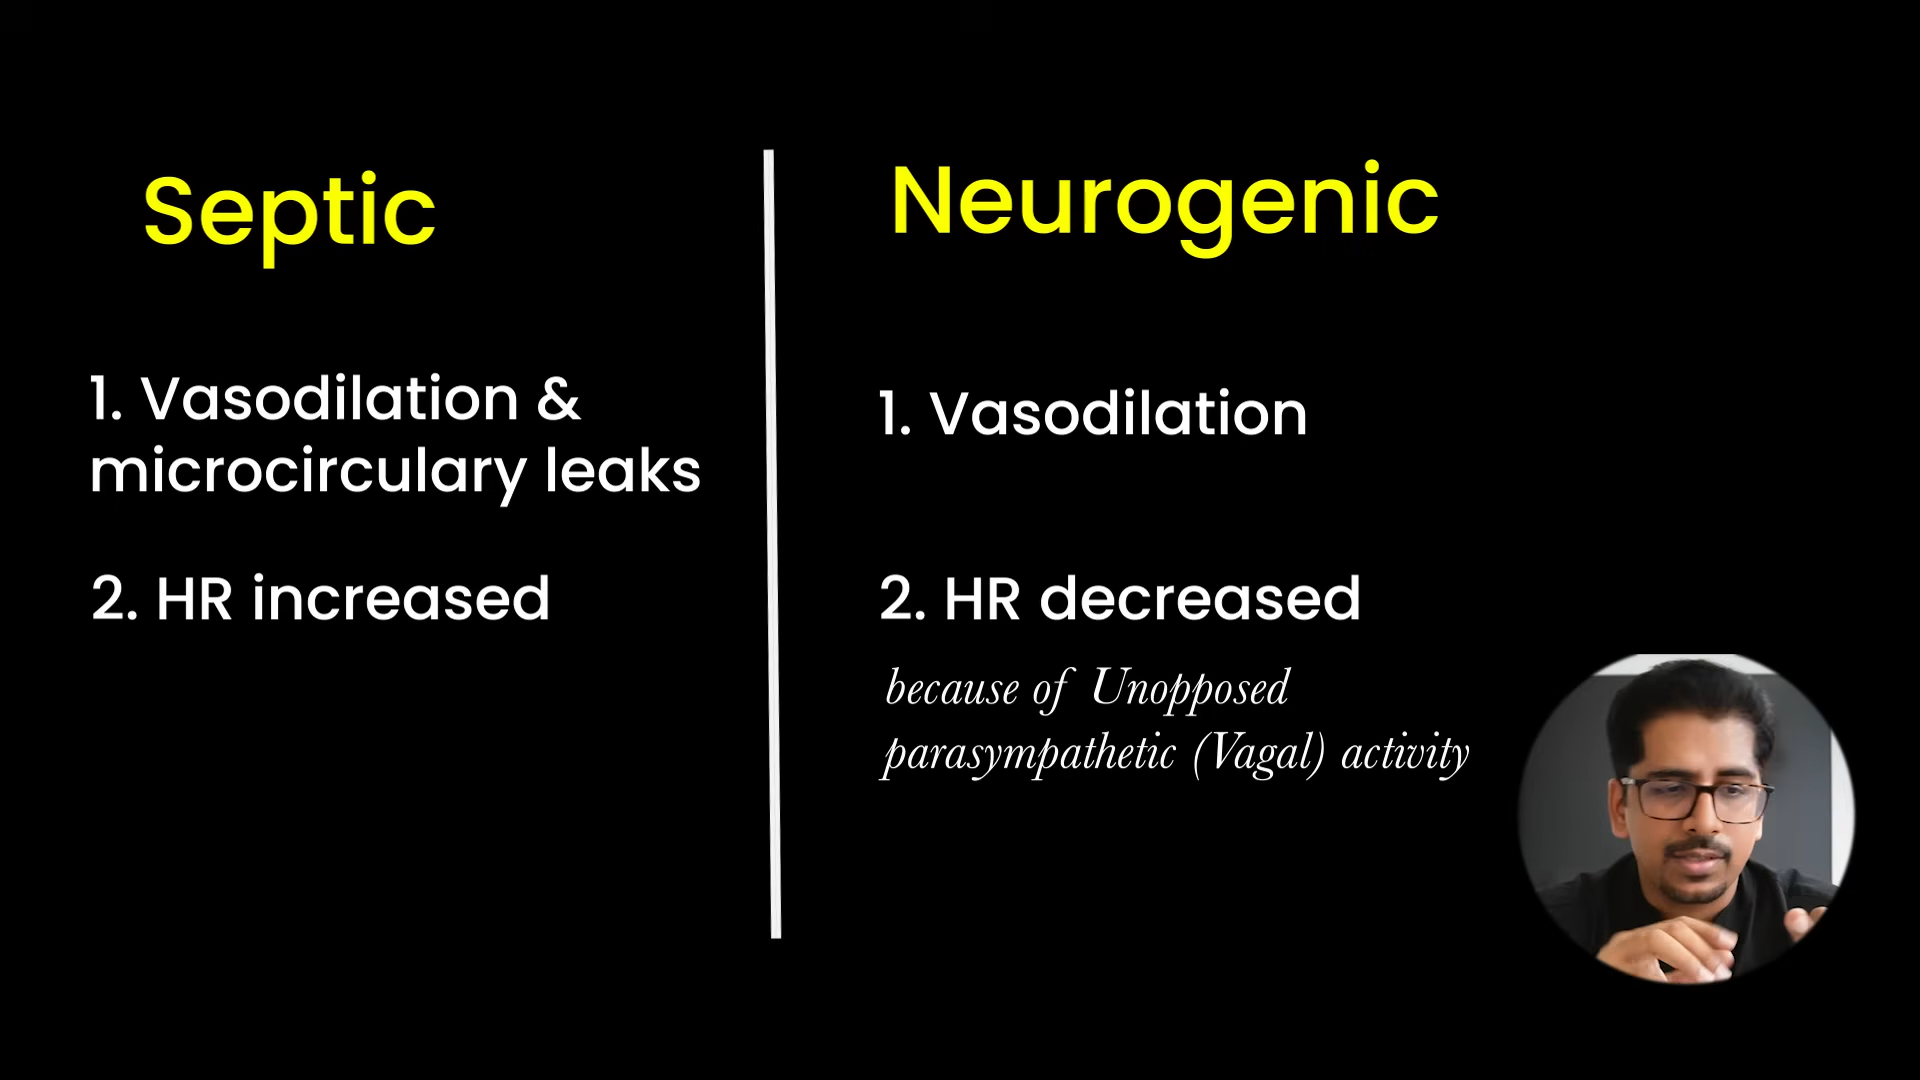 Septic
1. Vasodilation &
microcirculary leaks
2. HR increased
Neurogenic
1. Vasodilation
2. HR decreased
because of Unopposed
parasympathetic (Vagal) activity